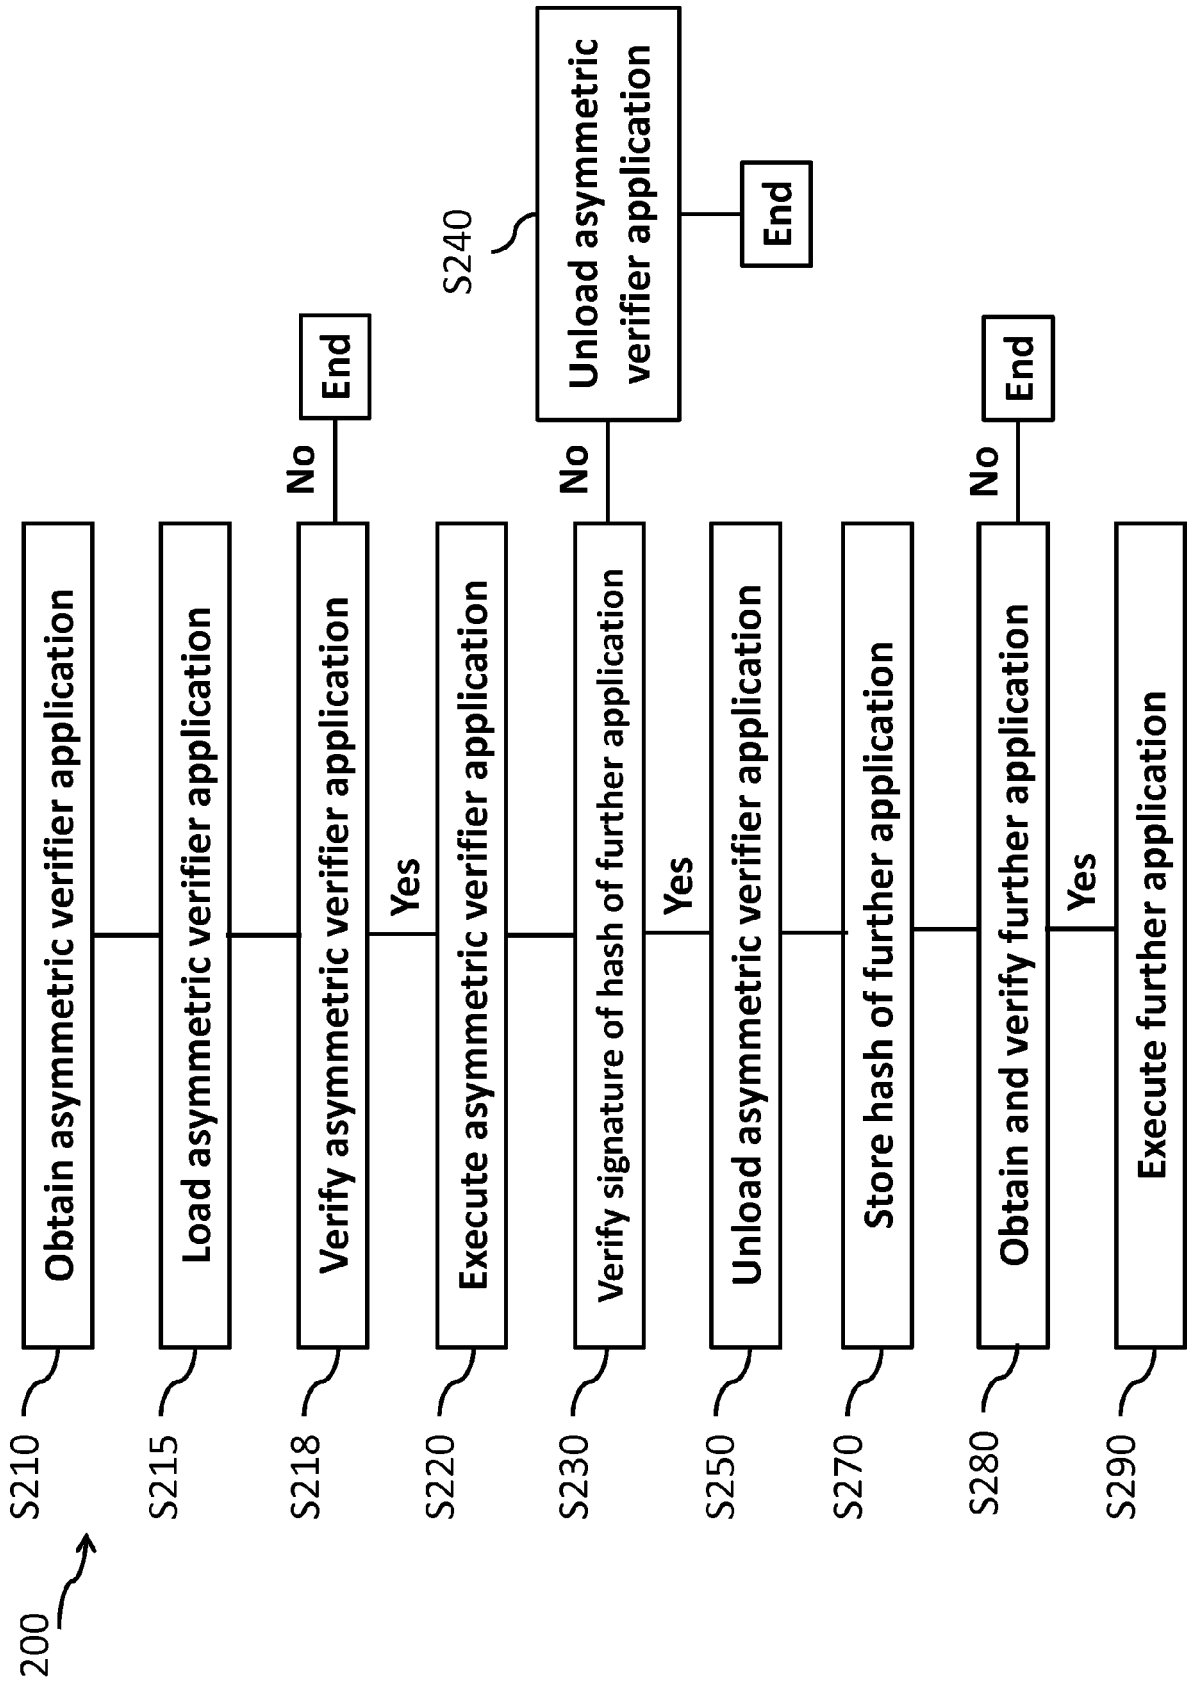 200
S210
Obtain asymmetric verifier application
S215
Load asymmetric verifier application
S218
Verify asymmetric verifier application
No
End
Yes
S220
Execute asymmetric verifier application
S230
Verify signature of hash of further application
No
S240
Unload asymmetric
verifier application
End
Yes
S250
Unload asymmetric verifier application
S270
Store hash of further application
S280
Obtain and verify further application
No
End
Yes
S290
Execute further application